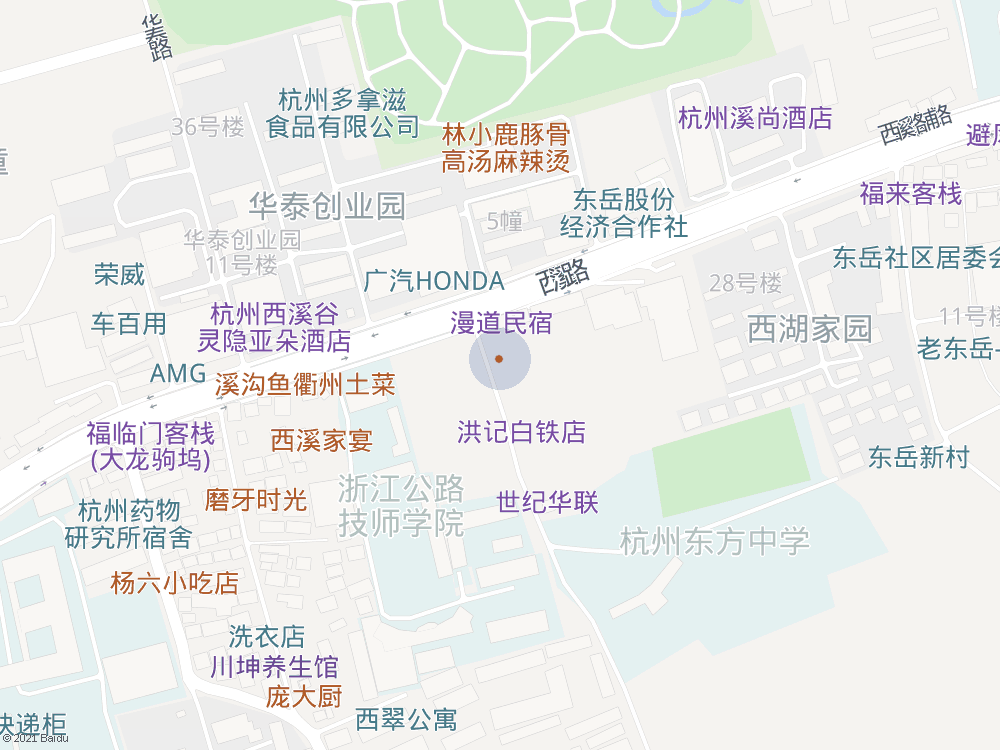 华泰路
杭州多拿滋
食品有限公司
36号楼
林小鹿豚骨
高汤麻辣烫
杭州溪尚酒店
西溪路辅路
福来客栈
华泰创业园
5幢
东岳股份
经济合作社
华泰创业园
11号楼
荣威
广汽HONDA
西溪路
28号楼
东岳社区居委会
车百用
杭州西溪谷
灵隐亚朵酒店
漫道民宿
西湖家园
11号楼
老东岳
AMG
溪沟鱼衢州土菜
福临门客栈
(大龙驹坞)
西溪家宴
洪记白铁店
东岳新村
磨牙时光
浙江公路
技师学院
世纪华联
杭州药物
研究所宿舍
杭州东方中学
杨六小吃店
洗衣店
川坤养生馆
庞大厨
西翠公寓
快递柜
© 2021 Baidu